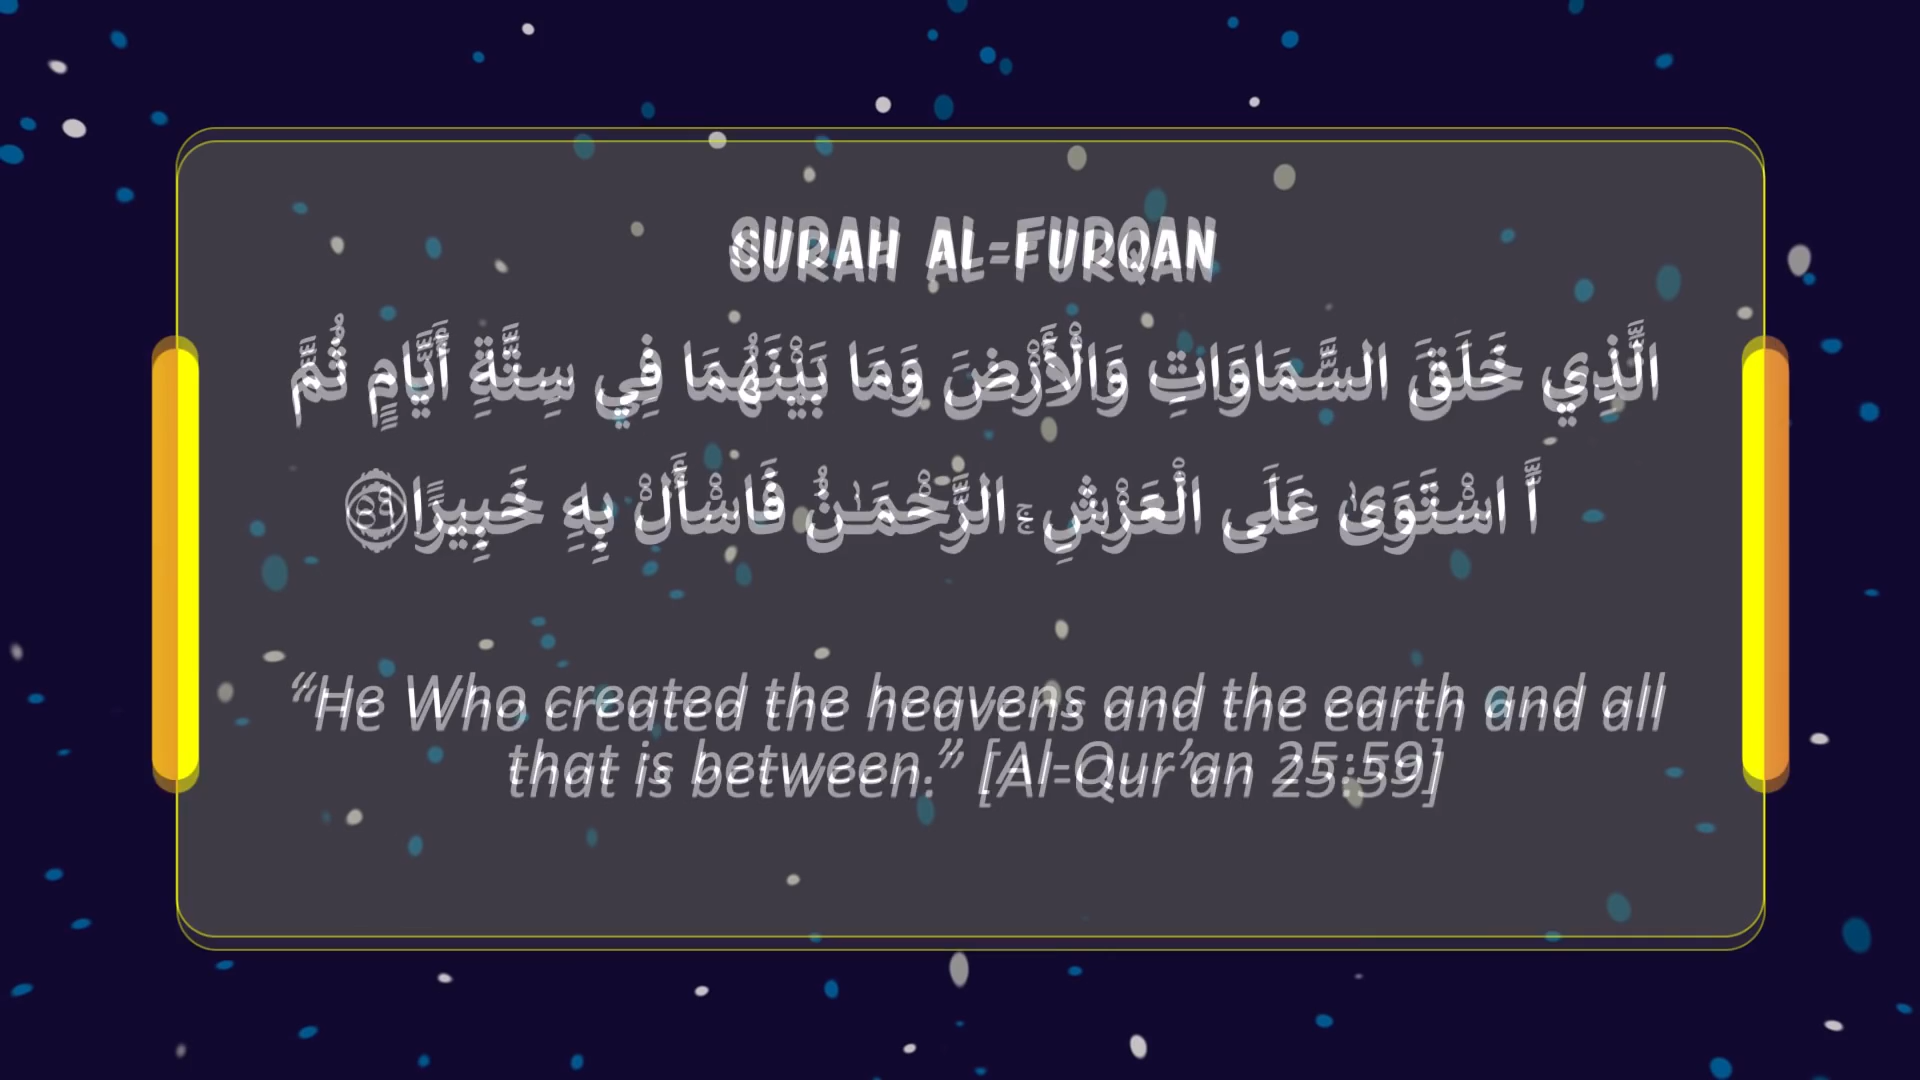 SURAH AL-FURQAN
الَّذِي خَلَقَ السَّمَاوَاتِ وَالْأَرْضَ وَمَا بَيْنَهُمَا فِي سِتَّةِ أَيَّامٍ ثُمَّ
أَ اسْتَوَىٰ عَلَى الْعَرْشِ ۚ الرَّحْمَـٰنُ فَاسْأَلْ بِهِ خَبِيرًا ﴿٥٩﴾
“He Who created the heavens and the earth and all
that is between.” [Al-Qur’an 25:59]